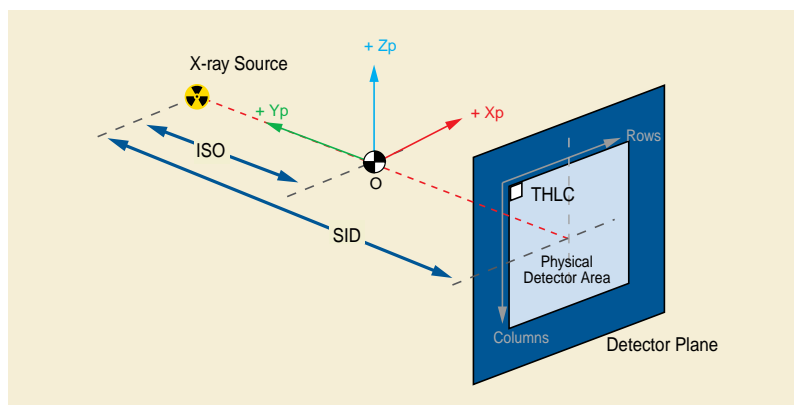 + Zp
X-ray Source
+ Yp
+ Xp
Rows
ISO
O
THLC
SID
Physical
Detector Area
Columns
Detector Plane